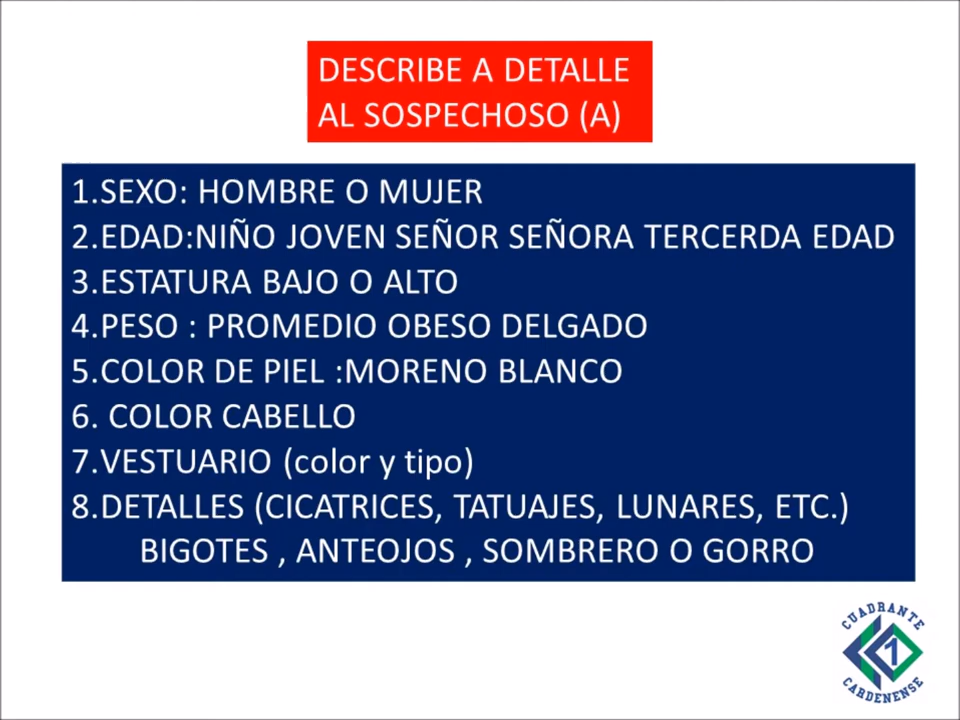 DESCRIBE A DETALLE
AL SOSPECHOSO (A)
1.SEXO: HOMBRE O MUJER
2.EDAD:NIÑO JOVEN SEÑOR SEÑORA TERCERDA EDAD
3.ESTATURA BAJO O ALTO
4.PESO : PROMEDIO OBESO DELGADO
5.COLOR DE PIEL :MORENO BLANCO
6. COLOR CABELLO
7.VESTUARIO (color y tipo)
8.DETALLES (CICATRICES, TATUAJES, LUNARES, ETC.)
BIGOTES , ANTEOJOS , SOMBRERO O GORRO
CUADRANTE
1
CARDENENSE